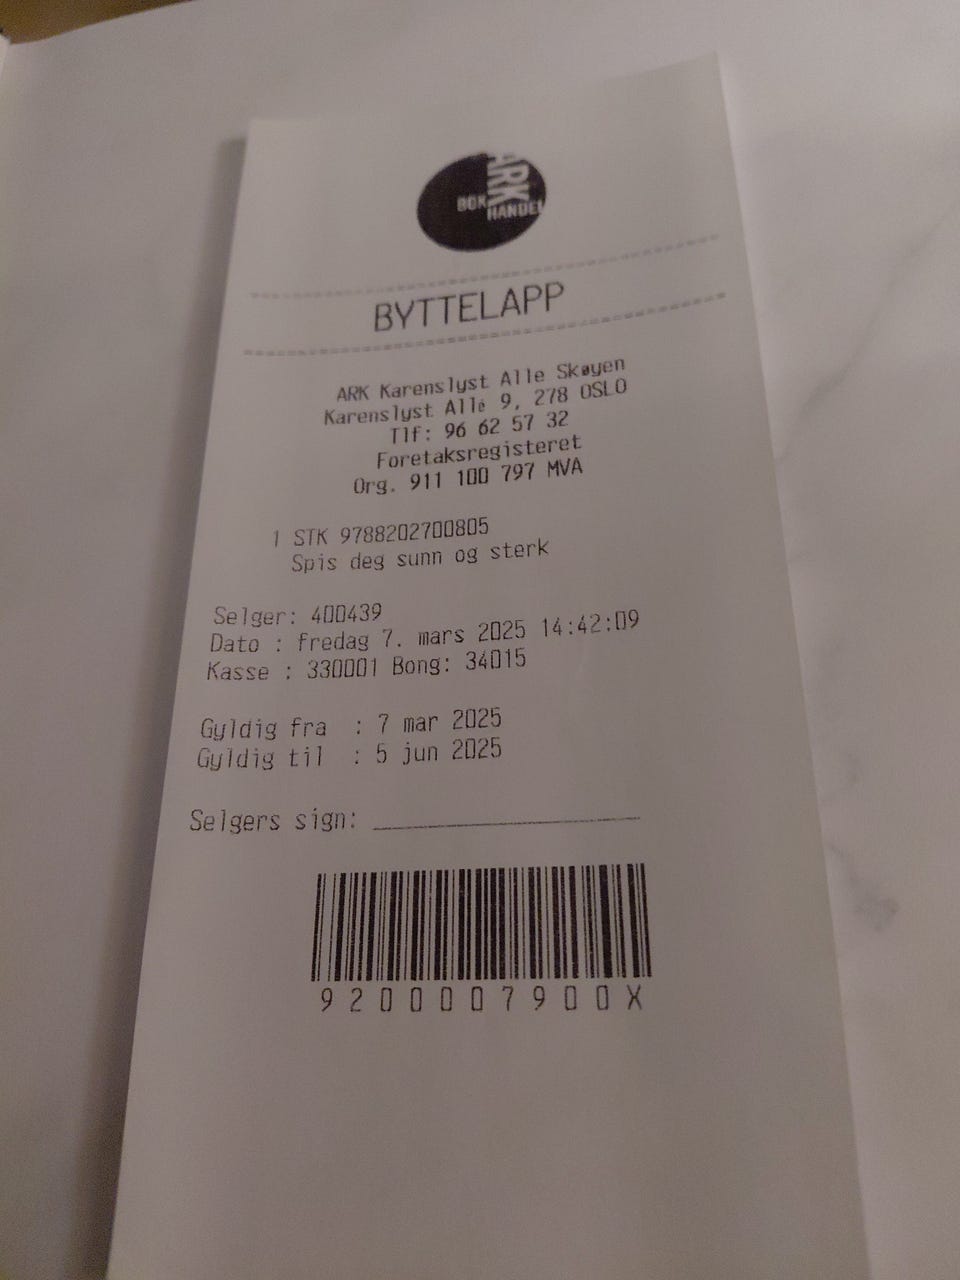 ARK
BOK
HANDEL
BYTTELAPP
ARK Karenslyst Alle Skøyen
Karenslyst Allé 9, 278 OSLO
Tlf: 96 62 57 32
Foretaksregisteret
Org. 911 100 797 MVA
1 STK 9788202700805
Spis deg sunn og sterk
Selger: 400439
Dato : fredag 7. mars 2025 14:42:09
Kasse : 330001 Bong: 34015
Gyldig fra : 7 mar 2025
Gyldig til : 5 jun 2025
Selgers sign: ____________________
9200007900X